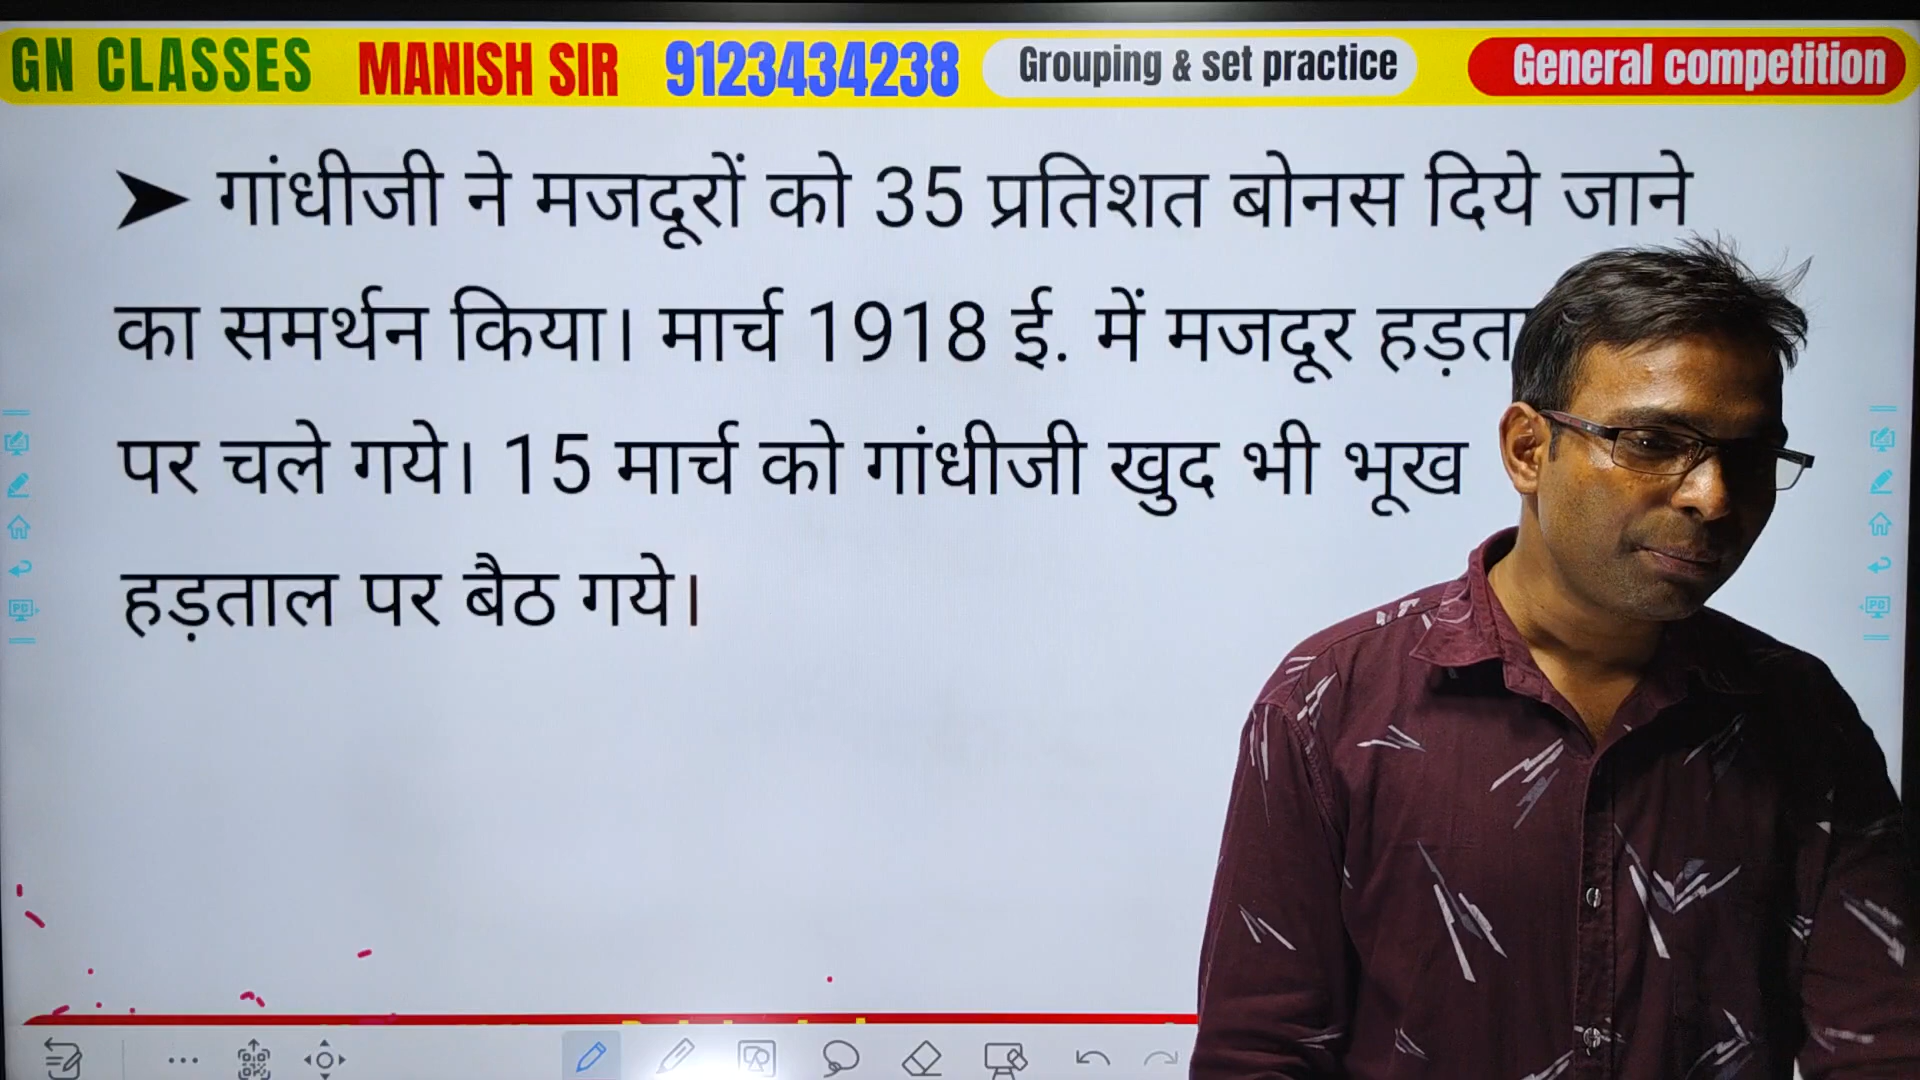 GN CLASSES MANISH SIR 9123434238 Grouping & set practice General competition
➤ गांधीजी ने मजदूरों को 35 प्रतिशत बोनस दिये जाने
का समर्थन किया। मार्च 1918 ई. में मजदूर
पर चले गये। 15 मार्च को गांधीजी खुद भी भूख
हड़ताल पर बैठ गये।